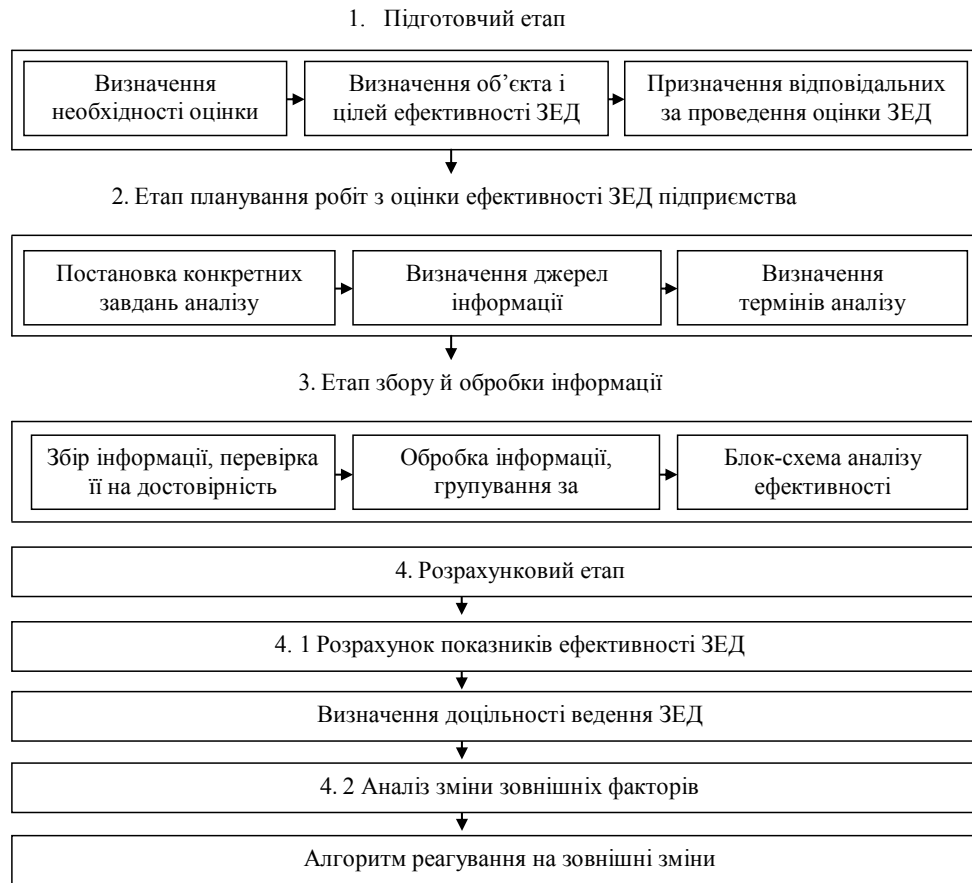 1. Підготовчий етап
Визначення
необхідності оцінки
Визначення об’єкта і
цілей ефективності ЗЕД
Призначення відповідальних
за проведення оцінки ЗЕД
2. Етап планування робіт з оцінки ефективності ЗЕД підприємства
Постановка конкретних
завдань аналізу
Визначення джерел
інформації
Визначення
термінів аналізу
3. Етап збору й обробки інформації
Збір інформації, перевірка
її на достовірність
Обробка інформації,
групування за
Блок-схема аналізу
ефективності
4. Розрахунковий етап
4. 1 Розрахунок показників ефективності ЗЕД
Визначення доцільності ведення ЗЕД
4. 2 Аналіз зміни зовнішніх факторів
Алгоритм реагування на зовнішні зміни